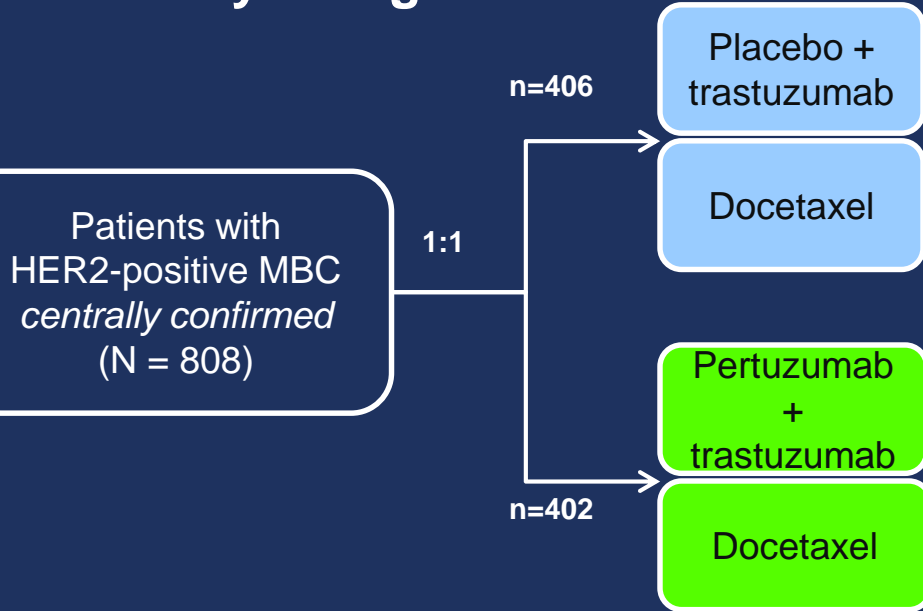 Placebo +
trastuzumab
n=406
Docetaxel
Patients with
HER2-positive MBC
centrally confirmed
(N = 808)
1:1
Pertuzumab
+
trastuzumab
n=402
Docetaxel